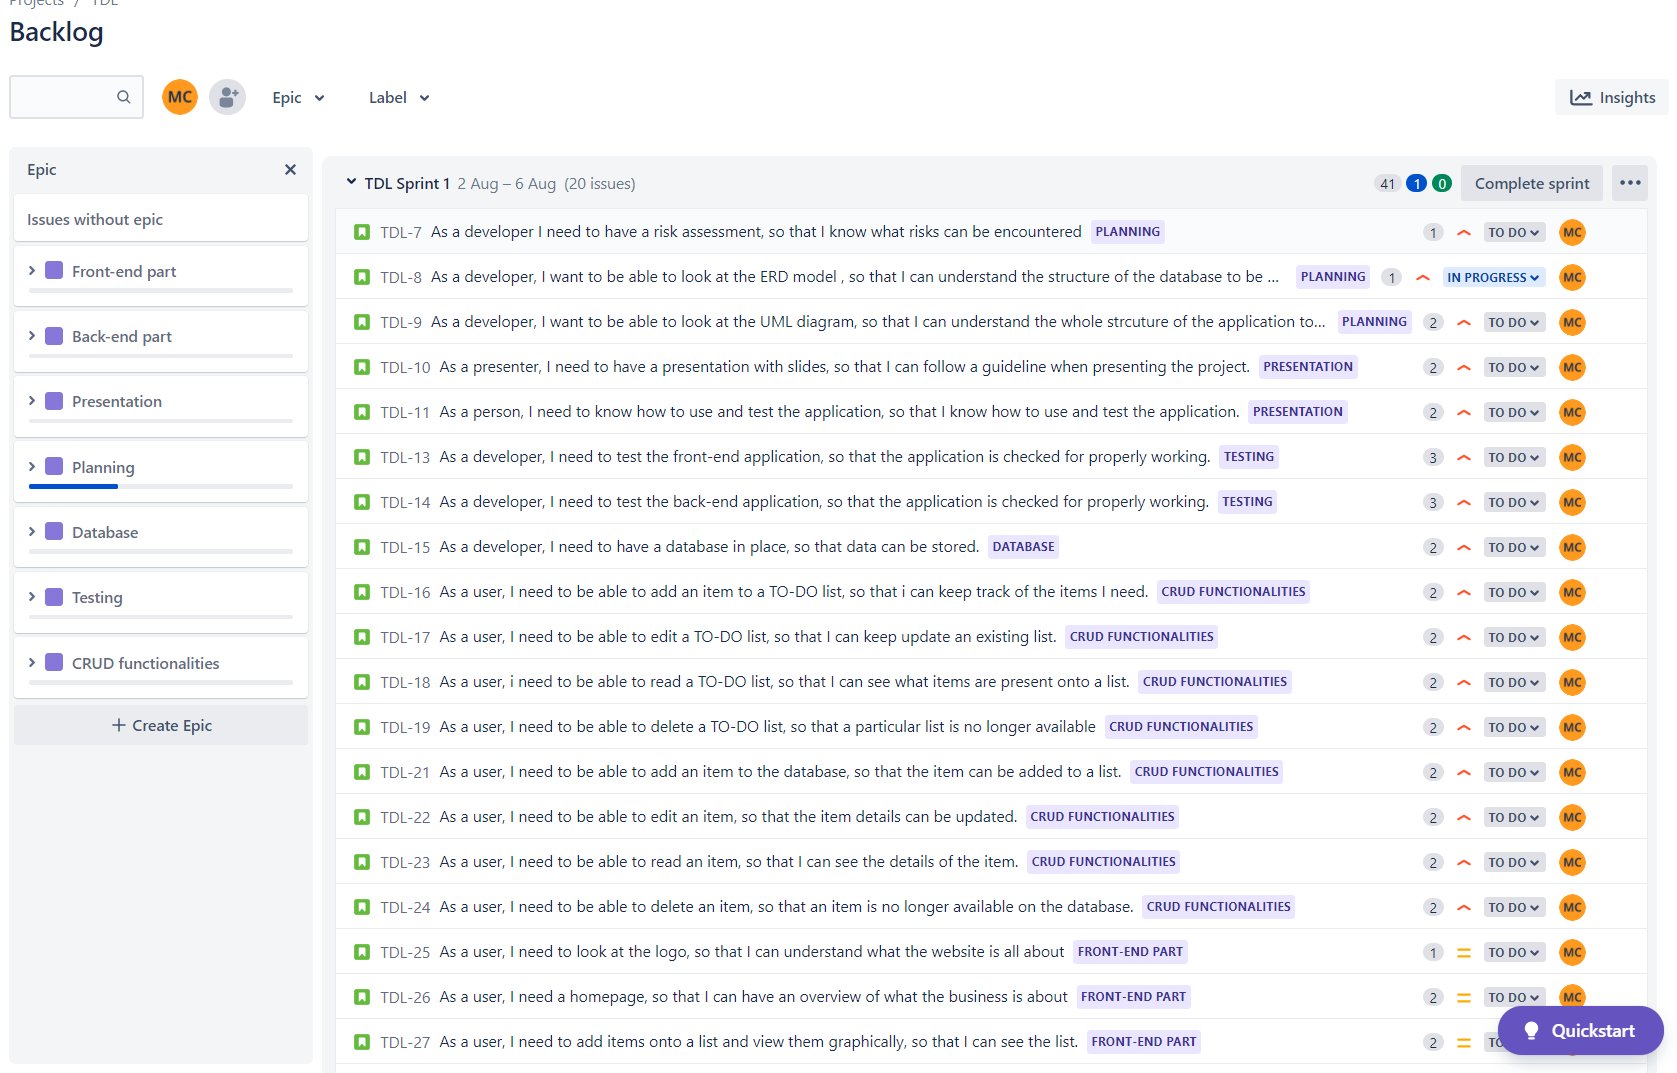 Projects / TDL
Backlog
MC Epic Label Insights
Epic
Issues without epic
Front-end part
Back-end part
Presentation
Planning
Database
Testing
CRUD functionalities
+ Create Epic
TDL Sprint 1 2 Aug – 6 Aug (20 issues) 41 1 0 Complete sprint
TDL-7 As a developer I need to have a risk assessment, so that I know what risks can be encountered PLANNING 1 TO DO MC
TDL-8 As a developer, I want to be able to look at the ERD model , so that I can understand the structure of the database to be ... PLANNING 1 IN PROGRESS MC
TDL-9 As a developer, I want to be able to look at the UML diagram, so that I can understand the whole strcuture of the application to... PLANNING 2 TO DO MC
TDL-10 As a presenter, I need to have a presentation with slides, so that I can follow a guideline when presenting the project. PRESENTATION 2 TO DO MC
TDL-11 As a person, I need to know how to use and test the application, so that I know how to use and test the application. PRESENTATION 2 TO DO MC
TDL-13 As a developer, I need to test the front-end application, so that the application is checked for properly working. TESTING 3 TO DO MC
TDL-14 As a developer, I need to test the back-end application, so that the application is checked for properly working. TESTING 3 TO DO MC
TDL-15 As a developer, I need to have a database in place, so that data can be stored. DATABASE 2 TO DO MC
TDL-16 As a user, I need to be able to add an item to a TO-DO list, so that i can keep track of the items I need. CRUD FUNCTIONALITIES 2 TO DO MC
TDL-17 As a user, I need to be able to edit a TO-DO list, so that I can keep update an existing list. CRUD FUNCTIONALITIES 2 TO DO MC
TDL-18 As a user, i need to be able to read a TO-DO list, so that I can see what items are present onto a list. CRUD FUNCTIONALITIES 2 TO DO MC
TDL-19 As a user, I need to be able to delete a TO-DO list, so that a particular list is no longer available CRUD FUNCTIONALITIES 2 TO DO MC
TDL-21 As a user, I need to be able to add an item to the database, so that the item can be added to a list. CRUD FUNCTIONALITIES 2 TO DO MC
TDL-22 As a user, I need to be able to edit an item, so that the item details can be updated. CRUD FUNCTIONALITIES 2 TO DO MC
TDL-23 As a user, I need to be able to read an item, so that I can see the details of the item. CRUD FUNCTIONALITIES 2 TO DO MC
TDL-24 As a user, I need to be able to delete an item, so that an item is no longer available on the database. CRUD FUNCTIONALITIES 2 TO DO MC
TDL-25 As a user, I need to look at the logo, so that I can understand what the website is all about FRONT-END PART 1 TO DO MC
TDL-26 As a user, I need a homepage, so that I can have an overview of what the business is about FRONT-END PART 2 TO DO MC
TDL-27 As a user, I need to add items onto a list and view them graphically, so that I can see the list. FRONT-END PART 2
Quickstart